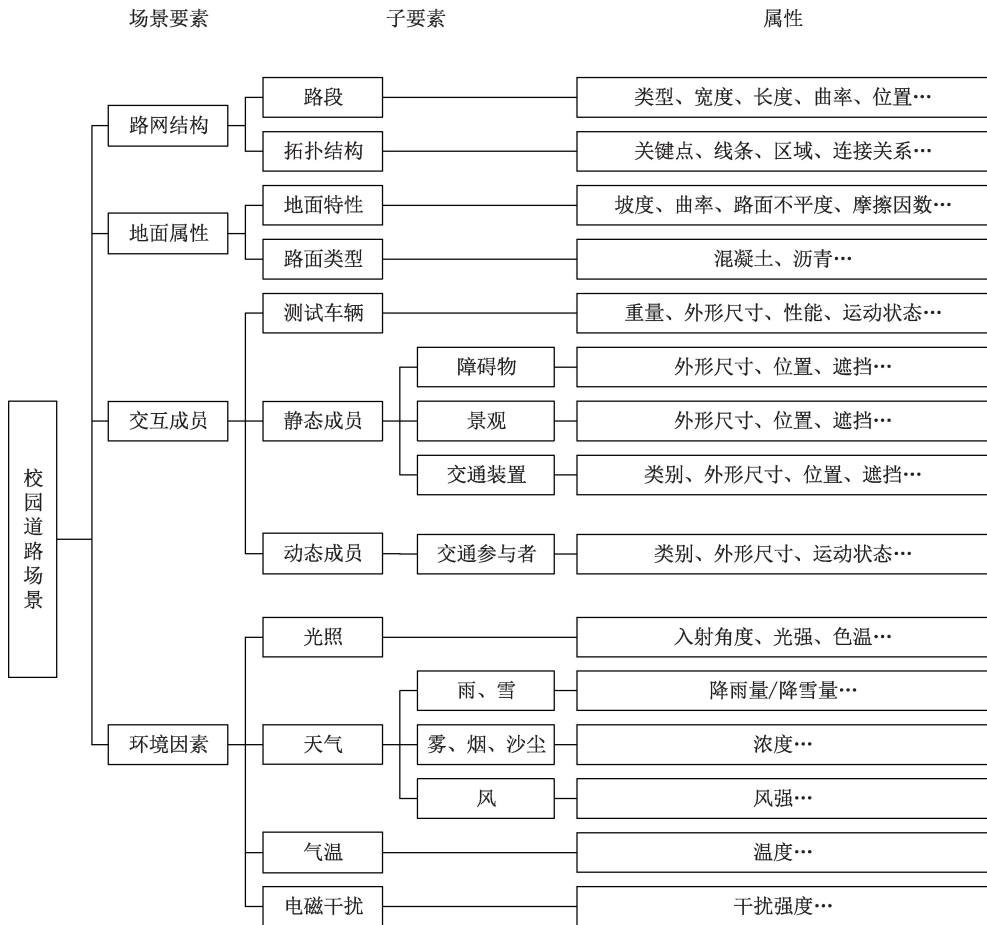 场景要素 子要素 属性
路段 类型、宽度、长度、曲率、位置…
路网结构
拓扑结构 关键点、线条、区域、连接关系…
地面特性 坡度、曲率、路面不平度、摩擦因数…
地面属性
路面类型 混凝土、沥青…
测试车辆 重量、外形尺寸、性能、运动状态…
障碍物 外形尺寸、位置、遮挡…
交互成员 静态成员 景观 外形尺寸、位置、遮挡…
交通装置 类别、外形尺寸、位置、遮挡…
校园道路场景
动态成员 交通参与者 类别、外形尺寸、运动状态…
光照 入射角度、光强、色温…
雨、雪 降雨量/降雪量…
环境因素 天气 雾、烟、沙尘 浓度…
风 风强…
气温 温度…
电磁干扰 干扰强度…